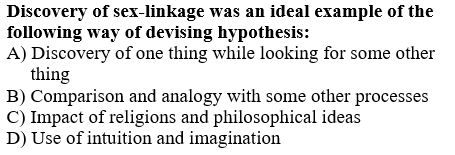 Discovery of sex-linkage was an ideal example of the
following way of devising hypothesis:
A) Discovery of one thing while looking for some other
thing
B) Comparison and analogy with some other processes
C) Impact of religions and philosophical ideas
D) Use of intuition and imagination